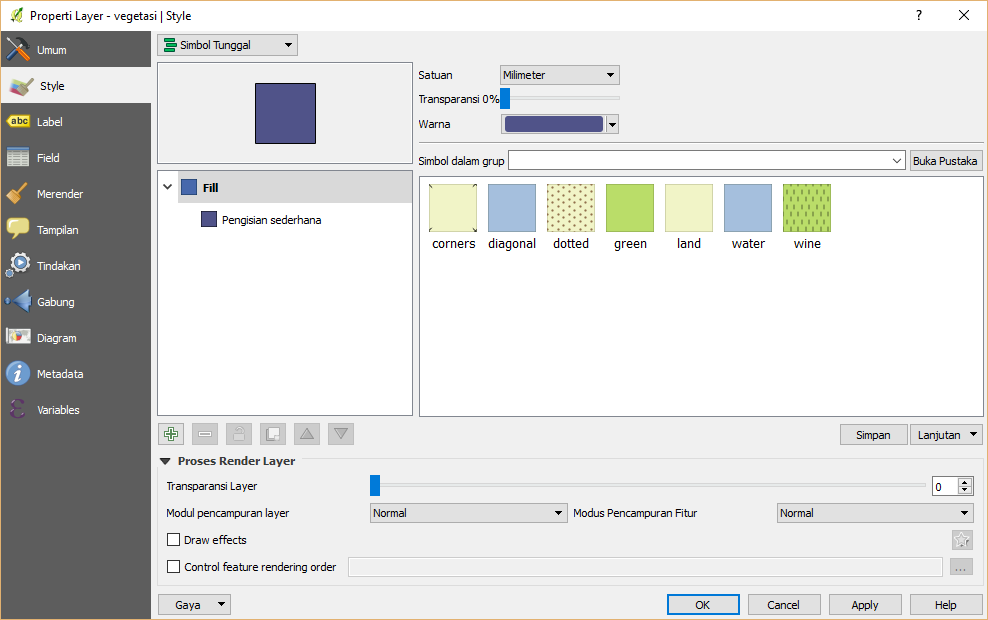 Properti Layer - vegetasi | Style
?
Umum
Style
abc Label
Field
Merender
Tampilan
Tindakan
Gabung
Diagram
Metadata
Variables
Simbol Tunggal
Satuan Milimeter
Transparansi 0%
Warna
Simbol dalam grup Buka Pustaka
Fill
Pengisian sederhana
corners diagonal dotted green land water wine
Simpan Lanjutan
Proses Render Layer
Transparansi Layer 0
Modul pencampuran layer Normal Modus Pencampuran Fitur Normal
Draw effects
Control feature rendering order ...
Gaya OK Cancel Apply Help